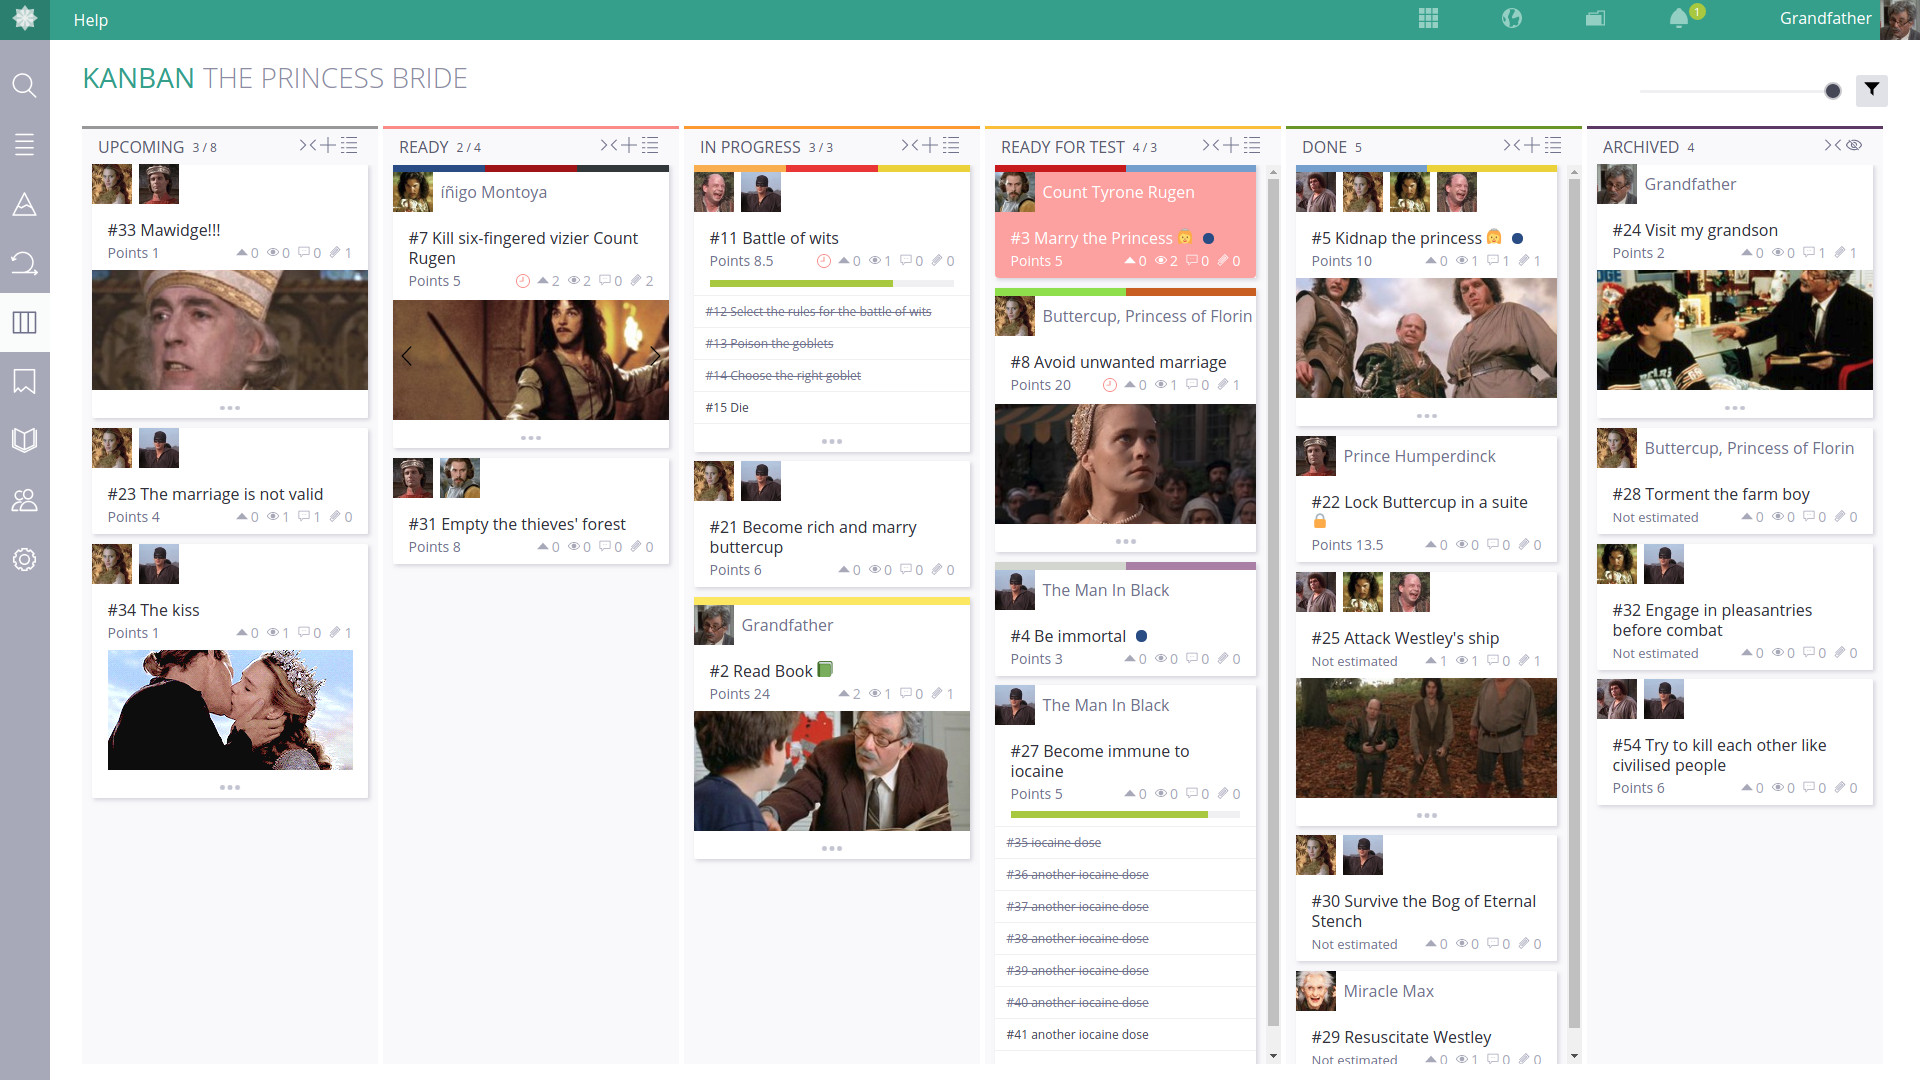 Help
1
Grandfather
KANBAN THE PRINCESS BRIDE
UPCOMING 3 / 8
#33 Mawidge!!!
Points 1 0 0 0 1
#23 The marriage is not valid
Points 4 0 1 1 0
#34 The kiss
Points 1 0 1 0 1
READY 2 / 4
íñigo Montoya
#7 Kill six-fingered vizier Count
Rugen
Points 5 2 2 0 2
#31 Empty the thieves' forest
Points 8 0 0 0 0
IN PROGRESS 3 / 3
#11 Battle of wits
Points 8.5 0 1 0 0
#12 Select the rules for the battle of wits
#13 Poison the goblets
#14 Choose the right goblet
#15 Die
#21 Become rich and marry
buttercup
Points 6 0 0 0 0
Grandfather
#2 Read Book
Points 24 2 1 0 1
READY FOR TEST 4 / 3
Count Tyrone Rugen
#3 Marry the Princess
Points 5 0 2 0 0
Buttercup, Princess of Florin
#8 Avoid unwanted marriage
Points 20 0 1 0 1
The Man In Black
#4 Be immortal
Points 3 0 0 0 0
The Man In Black
#27 Become immune to
iocaine
Points 5 0 0 0 0
#35 iocaine dose
#36 another iocaine dose
#37 another iocaine dose
#38 another iocaine dose
#39 another iocaine dose
#40 another iocaine dose
#41 another iocaine dose
DONE 5
#5 Kidnap the princess
Points 10 0 1 1 1
Prince Humperdinck
#22 Lock Buttercup in a suite
Points 13.5 0 0 0 0
#25 Attack Westley's ship
Not estimated 1 1 0 1
#30 Survive the Bog of Eternal
Stench
Not estimated 0 0 0 0
Miracle Max
#29 Resuscitate Westley
Not estimated 0 1 0 0
ARCHIVED 4
Grandfather
#24 Visit my grandson
Points 2 0 0 1 1
Buttercup, Princess of Florin
#28 Torment the farm boy
Not estimated 0 0 0 0
#32 Engage in pleasantries
before combat
Not estimated 0 0 0 0
#54 Try to kill each other like
civilised people
Points 6 0 0 0 0